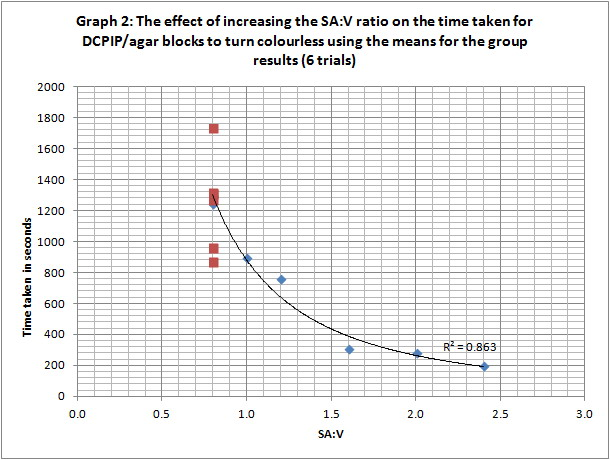 Graph 2: The effect of increasing the SA:V ratio on the time taken for
DCPIP/agar blocks to turn colourless using the means for the group
results (6 trials)
2000
1800
1600
1400
1200
1000
800
600
400
200
0
Time taken in seconds
R² = 0.863
0.0 0.5 1.0 1.5 2.0 2.5 3.0
SA:V